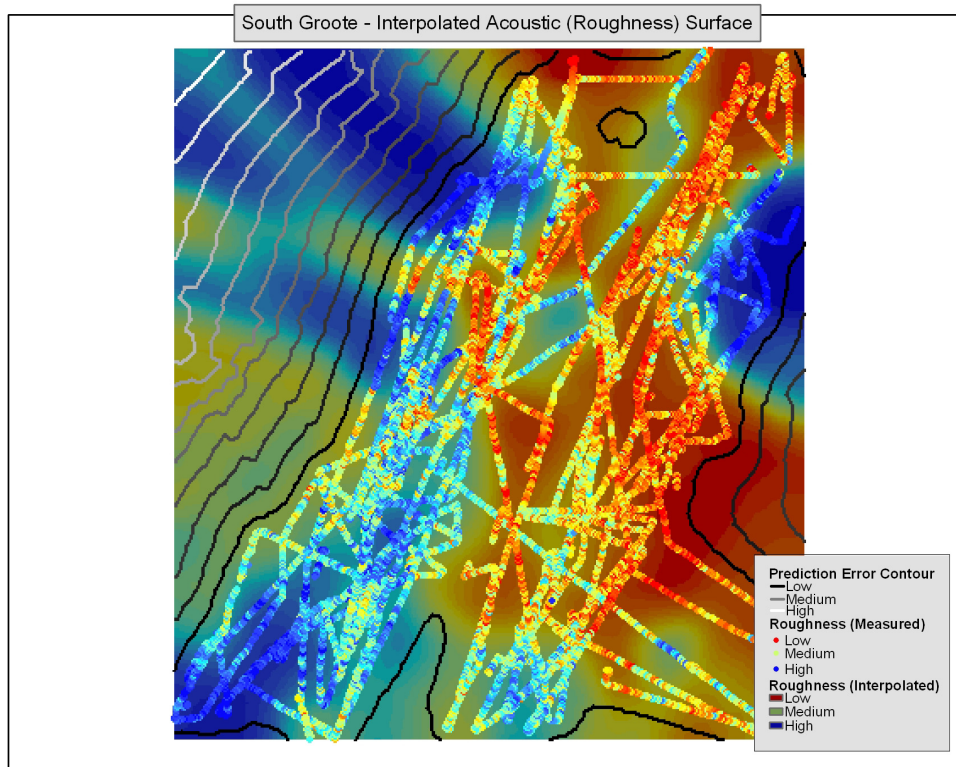 South Groote - Interpolated Acoustic (Roughness) Surface
Prediction Error Contour
Low
Medium
High
Roughness (Measured)
Low
Medium
High
Roughness (Interpolated)
Low
Medium
High